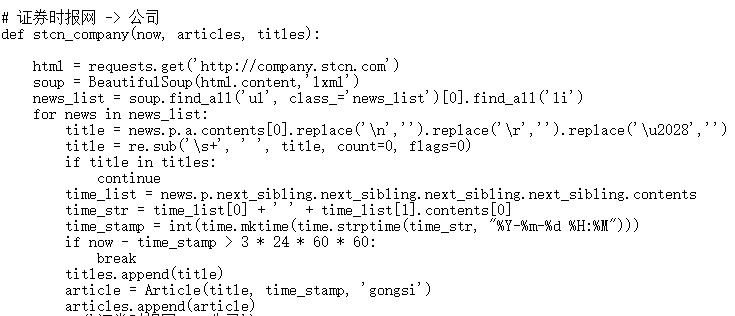 # 证券时报网 -> 公司
def stcn_company(now, articles, titles):
    html = requests.get('http://company.stcn.com')
    soup = BeautifulSoup(html.content,'lxml')
    news_list = soup.find_all('ul', class_='news_list')[0].find_all('li')
    for news in news_list:
        title = news.p.a.contents[0].replace('\n','').replace('\r','').replace('\u2028','')
        title = re.sub('\s+', ' ', title, count=0, flags=0)
        if title in titles:
            continue
        time_list = news.p.next_sibling.next_sibling.next_sibling.next_sibling.contents
        time_str = time_list[0] + ' ' + time_list[1].contents[0]
        time_stamp = int(time.mktime(time.strptime(time_str, "%Y-%m-%d %H:%M")))
        if now - time_stamp > 3 * 24 * 60 * 60:
            break
        titles.append(title)
        article = Article(title, time_stamp, 'gongsi')
        articles.append(article)